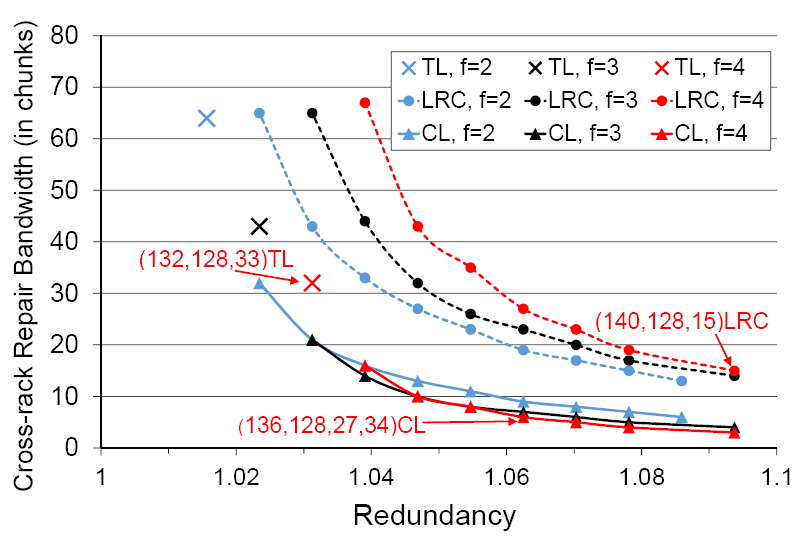 80
70
60
50
40
30
20
10
0
Cross-rack Repair Bandwidth (in chunks)
TL, f=2 TL, f=3 TL, f=4
LRC, f=2 LRC, f=3 LRC, f=4
CL, f=2 CL, f=3 CL, f=4
(132,128,33)TL
(140,128,15)LRC
(136,128,27,34)CL
1 1.02 1.04 1.06 1.08 1.1
Redundancy